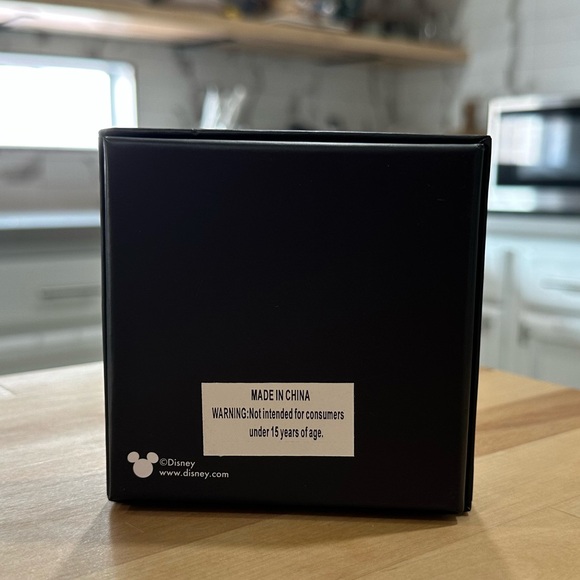 MADE IN CHINA
WARNING:Not intended for consumers
under 15 years of age.
©Disney
www.disney.com